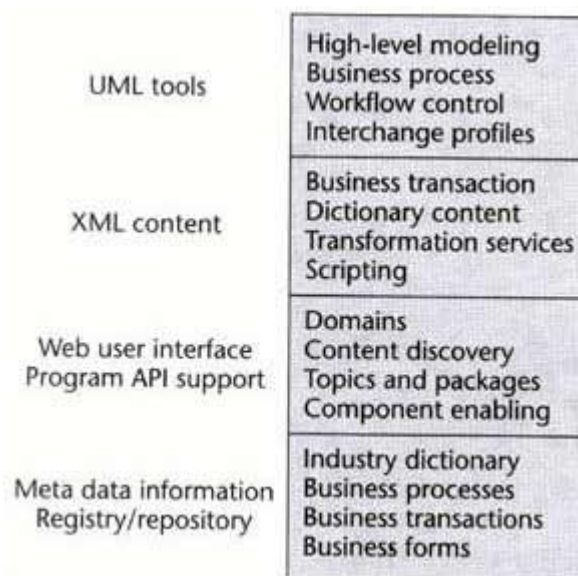 UML tools
High-level modeling
Business process
Workflow control
Interchange profiles
XML content
Business transaction
Dictionary content
Transformation services
Scripting
Web user interface
Program API support
Domains
Content discovery
Topics and packages
Component enabling
Meta data information
Registry/repository
Industry dictionary
Business processes
Business transactions
Business forms